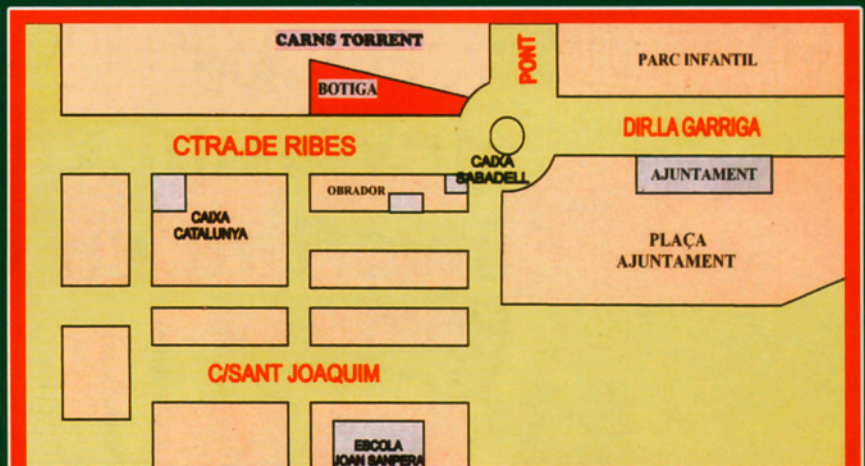 CARNS TORRENT
BOTIGA
PONT
PARC INFANTIL
CTRA.DE RIBES
DIR.LA GARRIGA
CAIXA
SABADELL
AJUNTAMENT
OBRADOR
CAIXA
CATALUNYA
PLAÇA
AJUNTAMENT
C/SANT JOAQUIM
ESCOLA
JOAN SANPERA